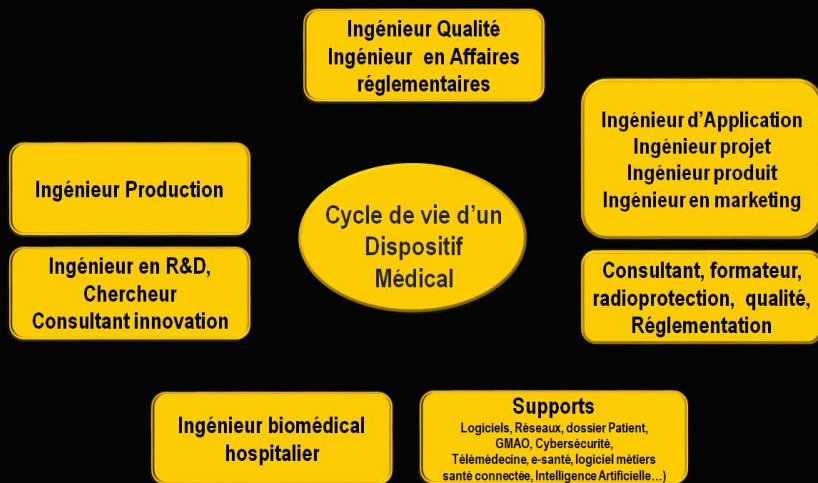 Ingénieur Qualité
Ingénieur en Affaires
réglementaires
Ingénieur d'Application
Ingénieur projet
Ingénieur produit
Ingénieur en marketing
Ingénieur Production
Cycle de vie d'un
Dispositif
Médical
Ingénieur en R&D,
Chercheur
Consultant innovation
Consultant, formateur,
radioprotection, qualité,
Réglementation
Ingénieur biomédical
hospitalier
Supports
Logiciels, Réseaux, dossier Patient,
GMAO, Cybersécurité,
Télémédecine, e-santé, logiciel métiers
santé connectée, Intelligence Artificielle…)